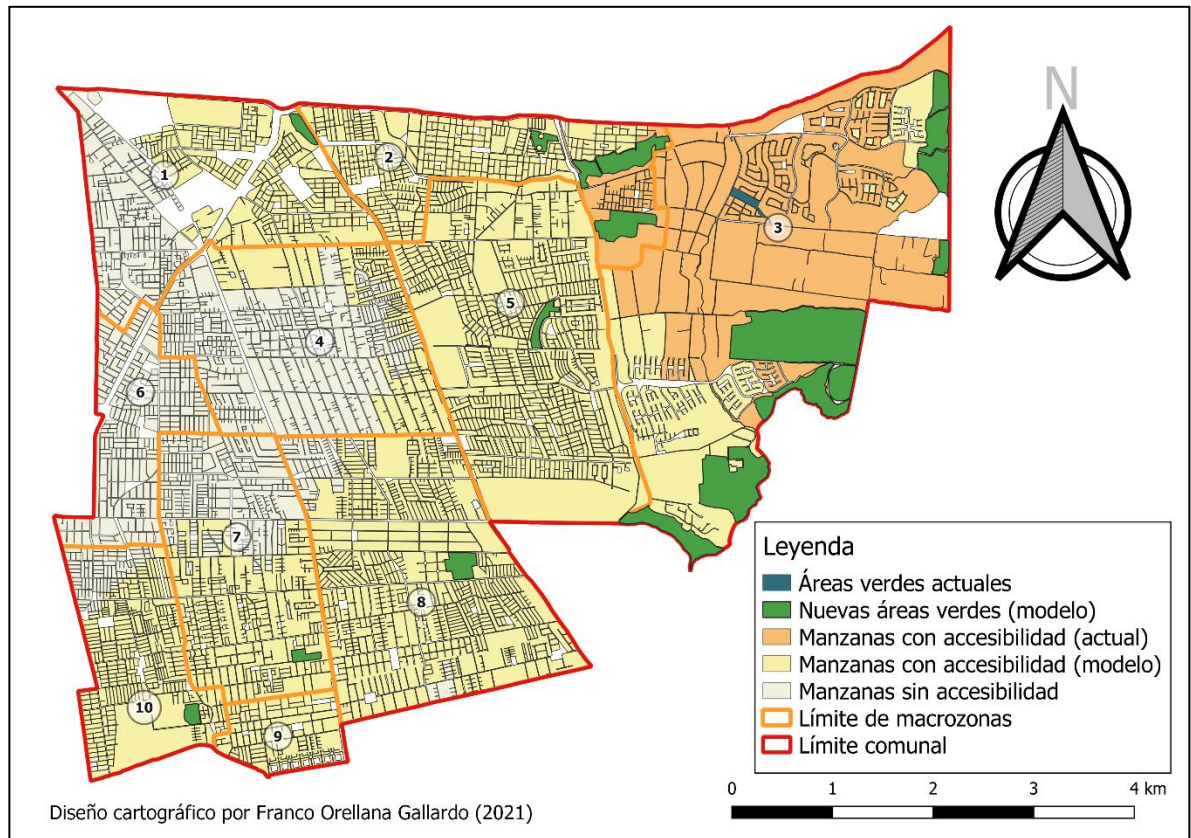 N
1
2
3
4
5
6
7
8
9
10
Leyenda
Áreas verdes actuales
Nuevas áreas verdes (modelo)
Manzanas con accesibilidad (actual)
Manzanas con accesibilidad (modelo)
Manzanas sin accesibilidad
Límite de macrozonas
Límite comunal
0 1 2 3 4 km
Diseño cartográfico por Franco Orellana Gallardo (2021)